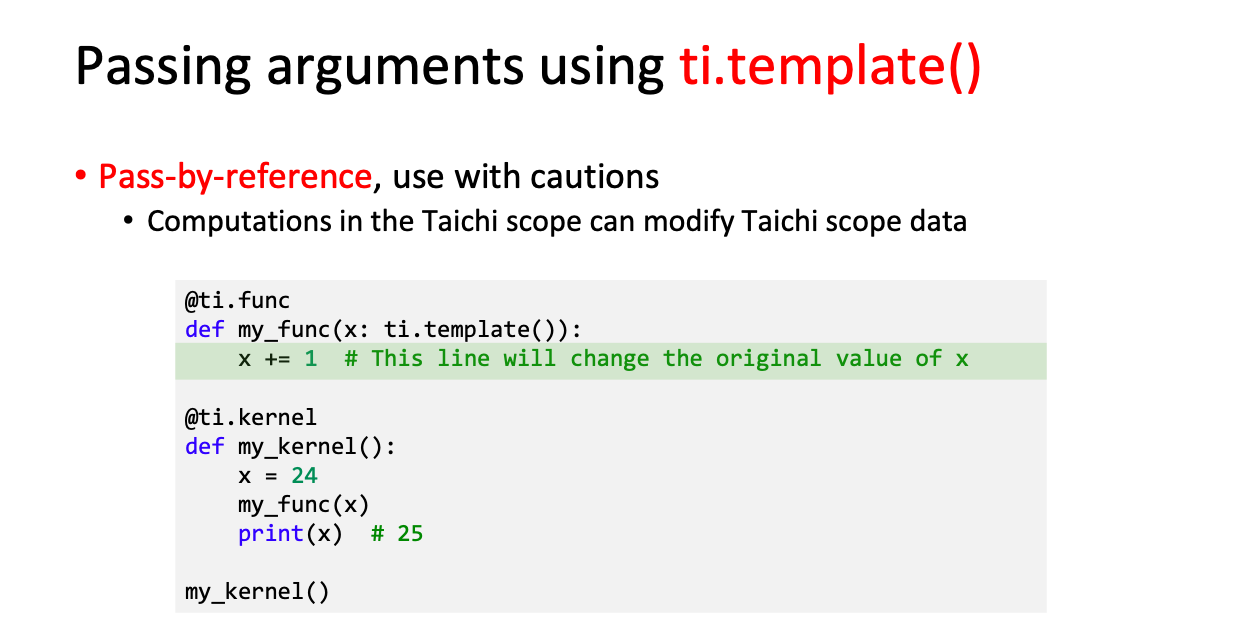 Passing arguments using ti.template()
• Pass-by-reference, use with cautions
• Computations in the Taichi scope can modify Taichi scope data
@ti.func
def my_func(x: ti.template()):
    x += 1  # This line will change the original value of x
@ti.kernel
def my_kernel():
    x = 24
    my_func(x)
    print(x)  # 25
my_kernel()